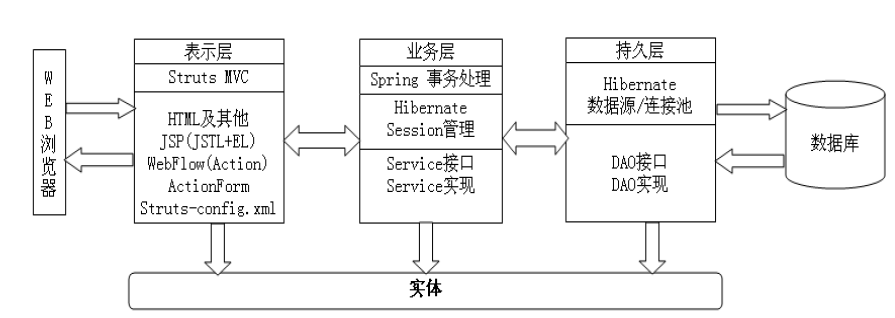 WEB浏览器
表示层
Struts MVC
HTML及其他
JSP(JSTL+EL)
WebFlow(Action)
ActionForm
Struts-config.xml
业务层
Spring 事务处理
Hibernate
Session管理
Service接口
Service实现
持久层
Hibernate
数据源/连接池
DAO接口
DAO实现
数据库
实体